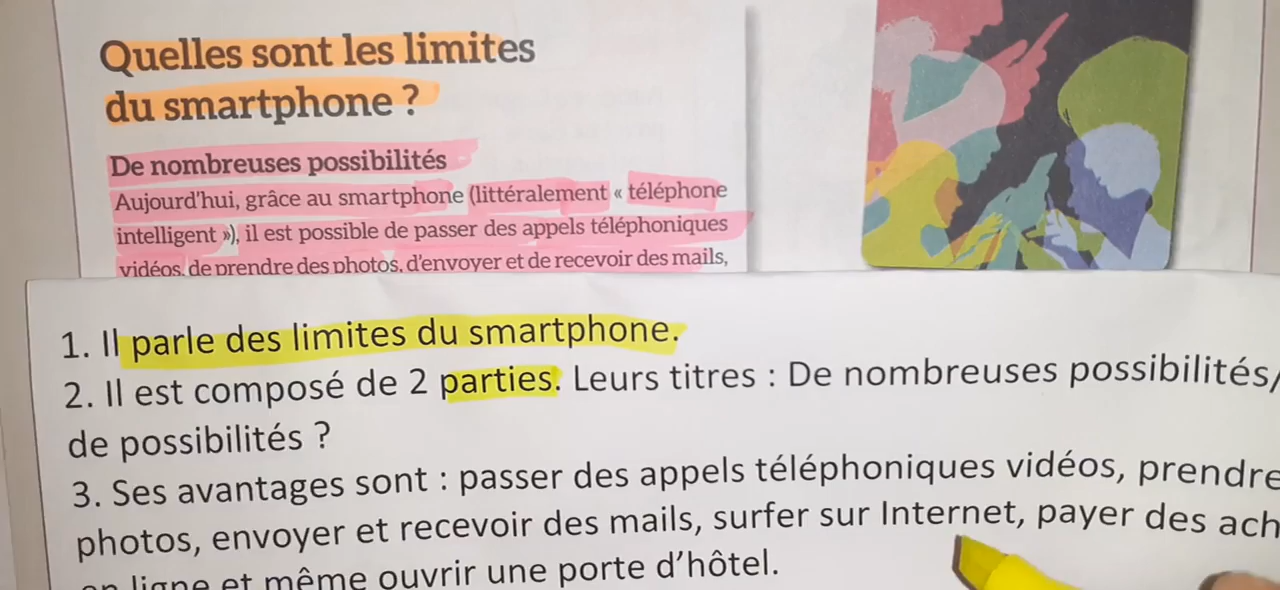 Quelles sont les limites
du smartphone ?
De nombreuses possibilités
Aujourd'hui, grâce au smartphone (littéralement « téléphone
intelligent »), il est possible de passer des appels téléphoniques
vidéos, de prendre des photos, d'envoyer et de recevoir des mails,
1. Il parle des limites du smartphone.
2. Il est composé de 2 parties. Leurs titres : De nombreuses possibilités/
de possibilités ?
3. Ses avantages sont : passer des appels téléphoniques vidéos, prendre
photos, envoyer et recevoir des mails, surfer sur Internet, payer des ach
en ligne et même ouvrir une porte d'hôtel.